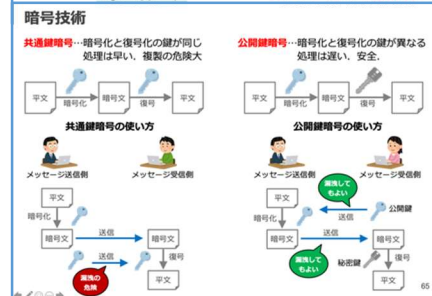 暗号技術
共通鍵暗号…暗号化と復号化の鍵が同じ
処理は早い．複製の危険大
公開鍵暗号…暗号化と復号化の鍵が異なる
処理は遅い．安全．
平文
暗号化
暗号文
復号
平文
平文
暗号化
暗号文
復号
平文
共通鍵暗号の使い方
公開鍵暗号の使い方
メッセージ送信側
メッセージ受信側
メッセージ送信側
メッセージ受信側
平文
暗号化
暗号文
送信
暗号文
送信
復号
漏洩の
危険
平文
平文
漏洩して
もよい
公開鍵
送信
暗号化
暗号文
送信
暗号文
漏洩して
もよい
秘密鍵
復号
平文
65